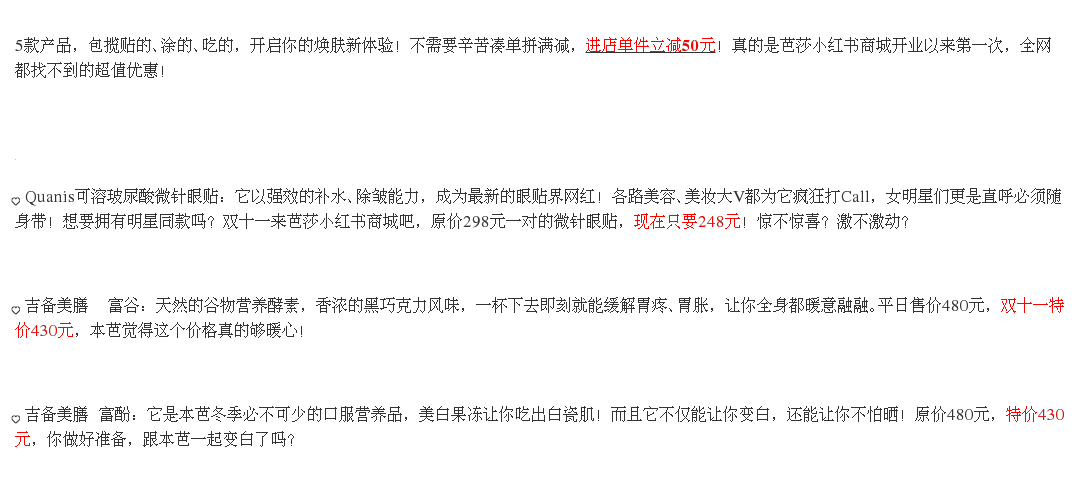 5款产品，包揽贴的、涂的、吃的，开启你的焕肤新体验！不需要辛苦凑单拼满减，进店单件立减50元！真的是芭莎小红书商城开业以来第一次，全网
都找不到的超值优惠！
Quanis可溶玻尿酸微针眼贴：它以强效的补水、除皱能力，成为最新的眼贴界网红！各路美容、美妆大V都为它疯狂打Call，女明星们更是直呼必须随
身带！想要拥有明星同款吗？双十一来芭莎小红书商城吧，原价298元一对的微针眼贴，现在只要248元！惊不惊喜？激不激动？
吉备美膳 富谷：天然的谷物营养酵素，香浓的黑巧克力风味，一杯下去即刻就能缓解胃疼、胃胀，让你全身都暖意融融。平日售价480元，双十一特
价430元，本芭觉得这个价格真的够暖心！
吉备美膳 富酚：它是本芭冬季必不可少的口服营养品，美白果冻让你吃出白瓷肌！而且它不仅能让你变白，还能让你不怕晒！原价480元，特价430
元，你做好准备，跟本芭一起变白了吗？